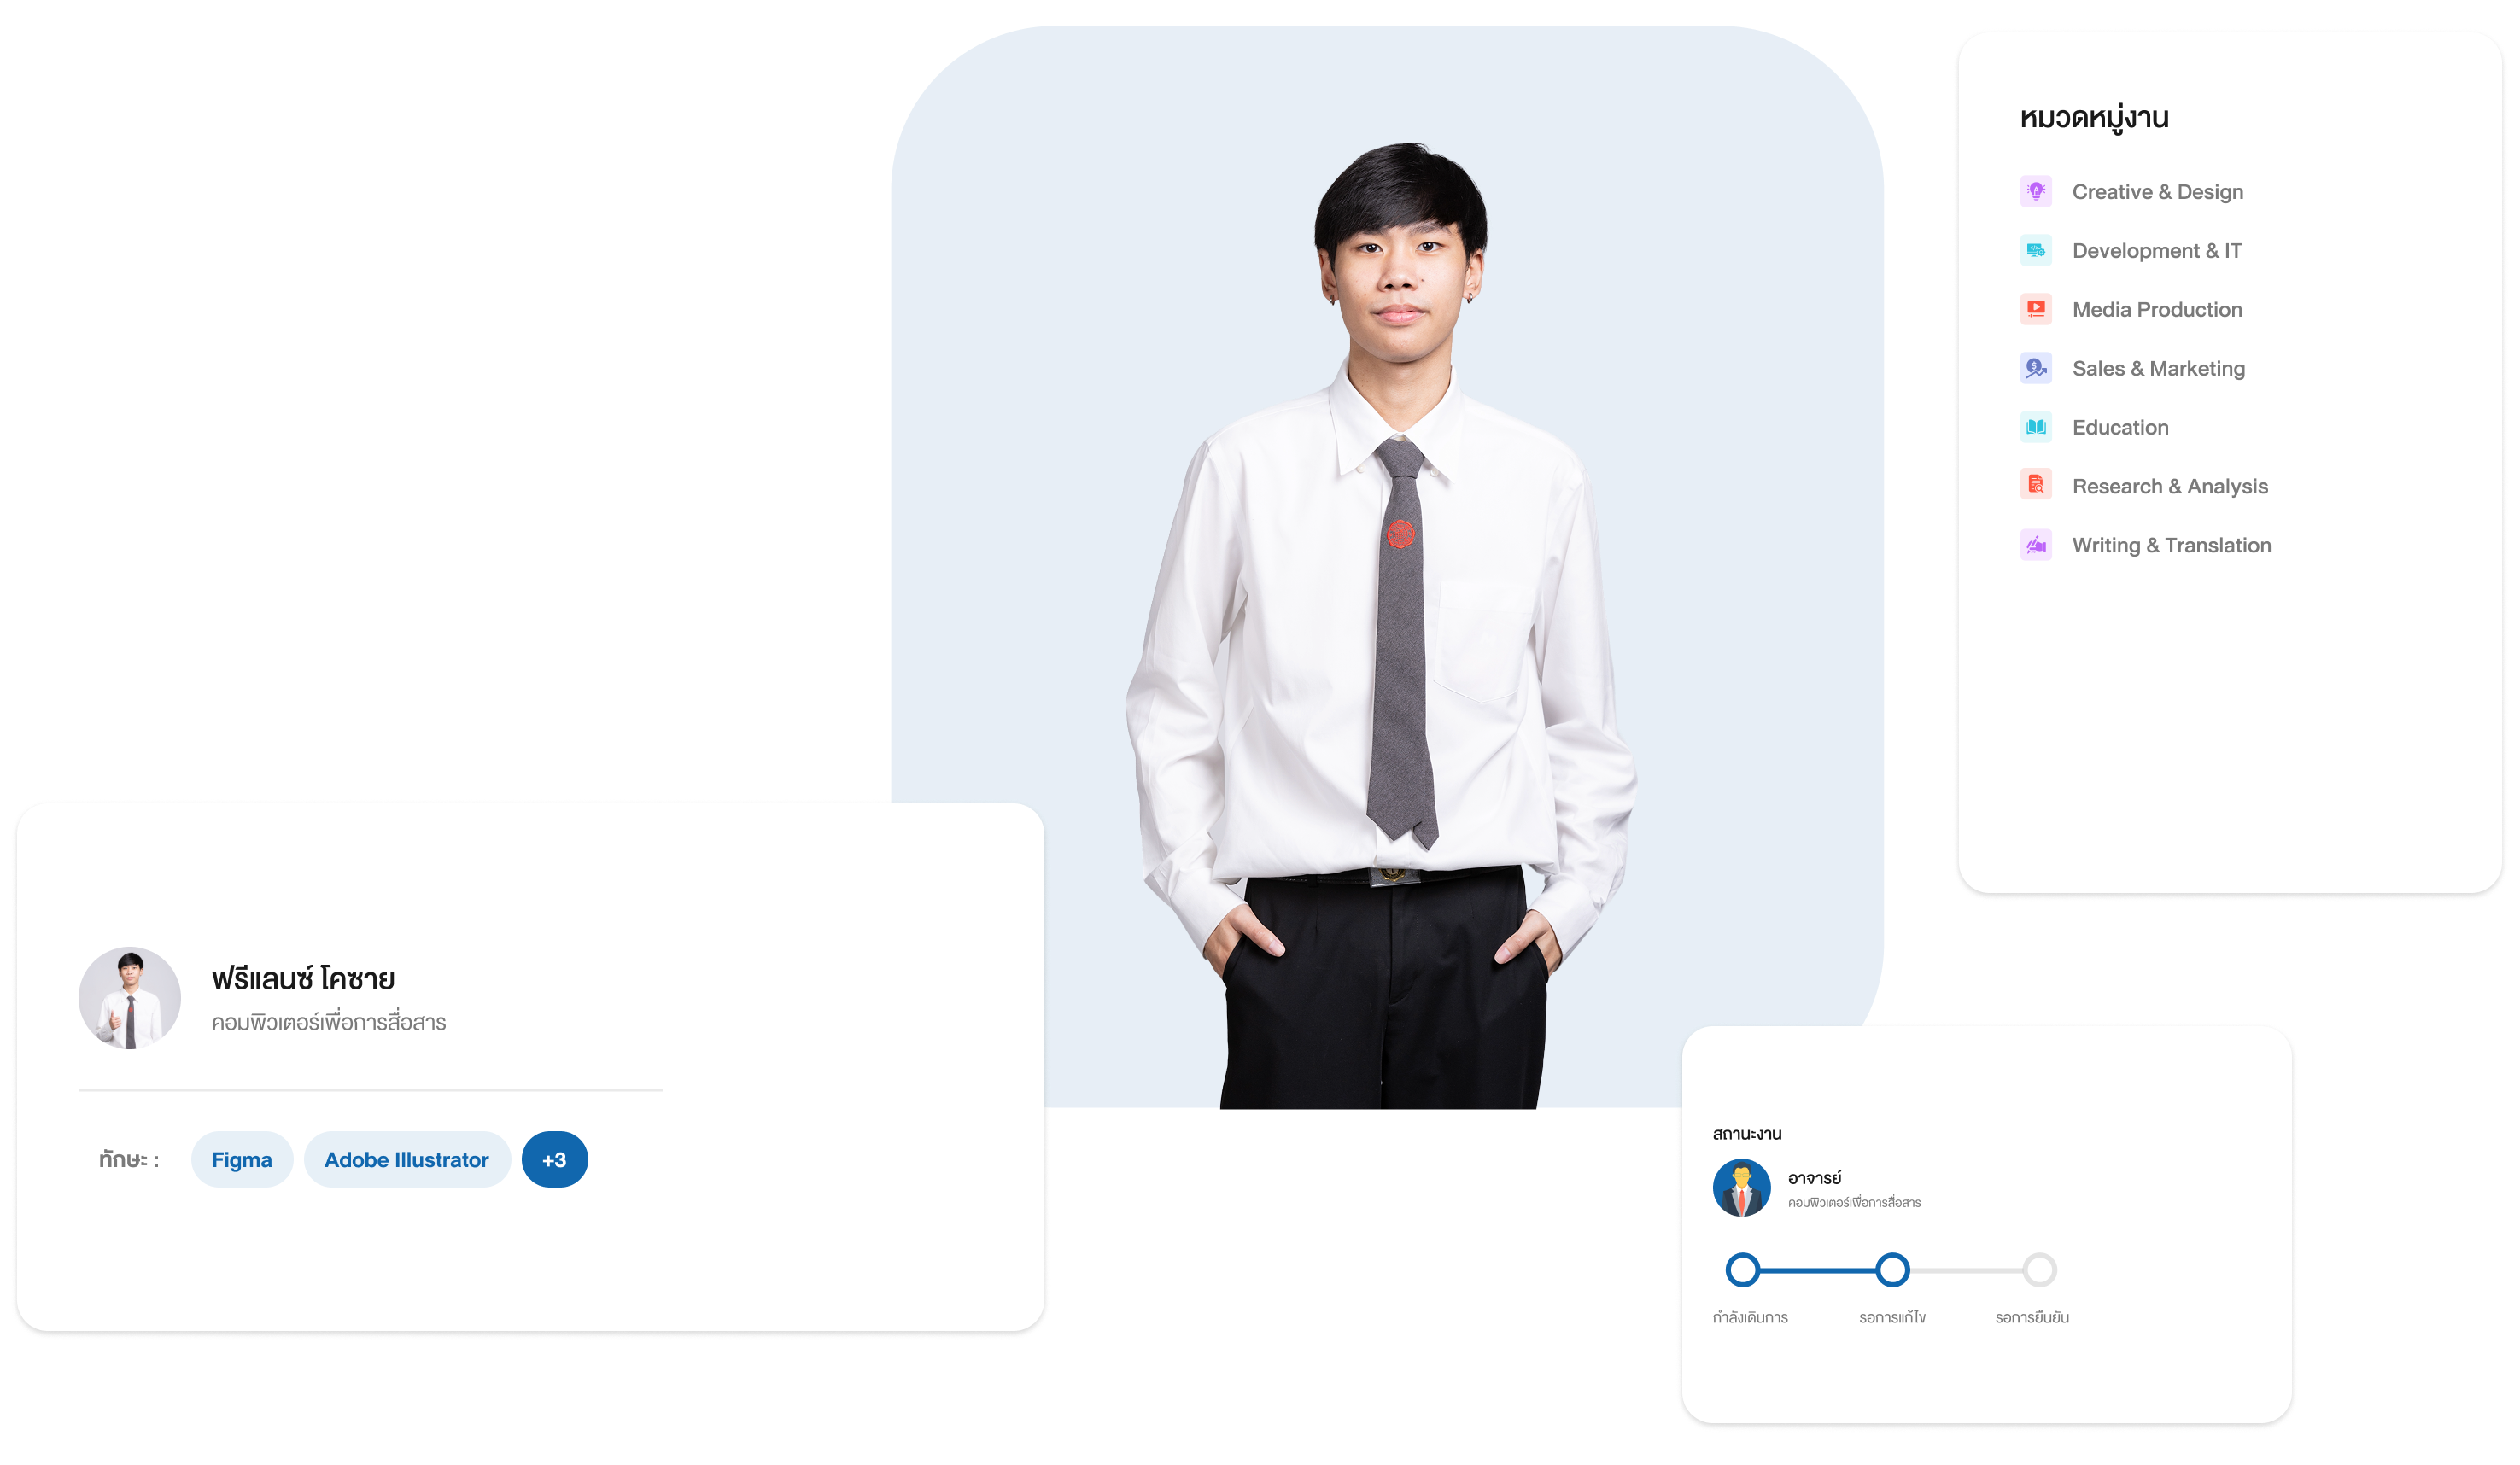 หมวดหมู่งาน
Creative & Design
Development & IT
Media Production
Sales & Marketing
Education
Research & Analysis
Writing & Translation
ฟรีแลนซ์ โคซาย
คอมพิวเตอร์เพื่อการสื่อสาร
ทักษะ :
Figma
Adobe Illustrator
+3
สถานะงาน
อาจารย์
คอมพิวเตอร์เพื่อการสื่อสาร
กำลังเดินการ
รอการแก้ไข
รอการยืนยัน